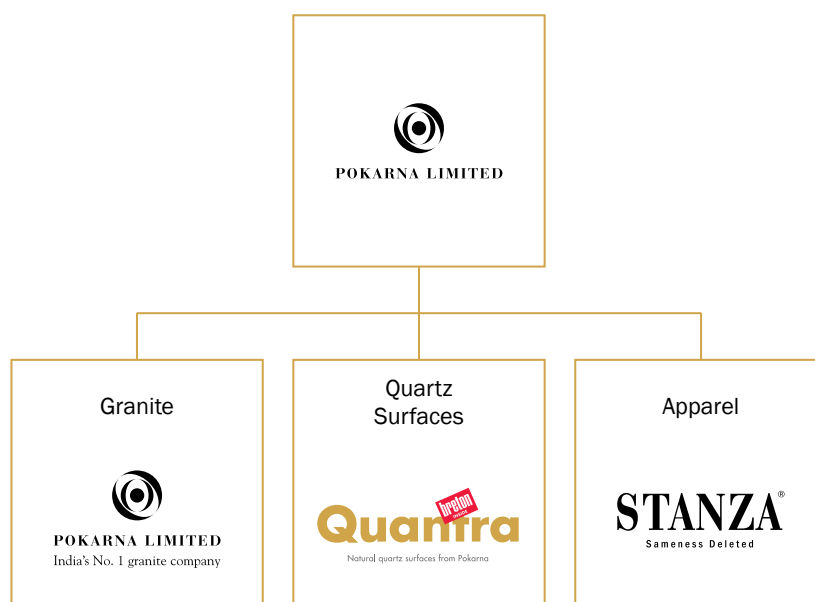 POKARNA LIMITED
Granite
POKARNA LIMITED
India's No. 1 granite company
Quartz
Surfaces
breton
inside
Quantra
Natural quartz surfaces from Pokarna
Apparel
STANZA®
Sameness Deleted